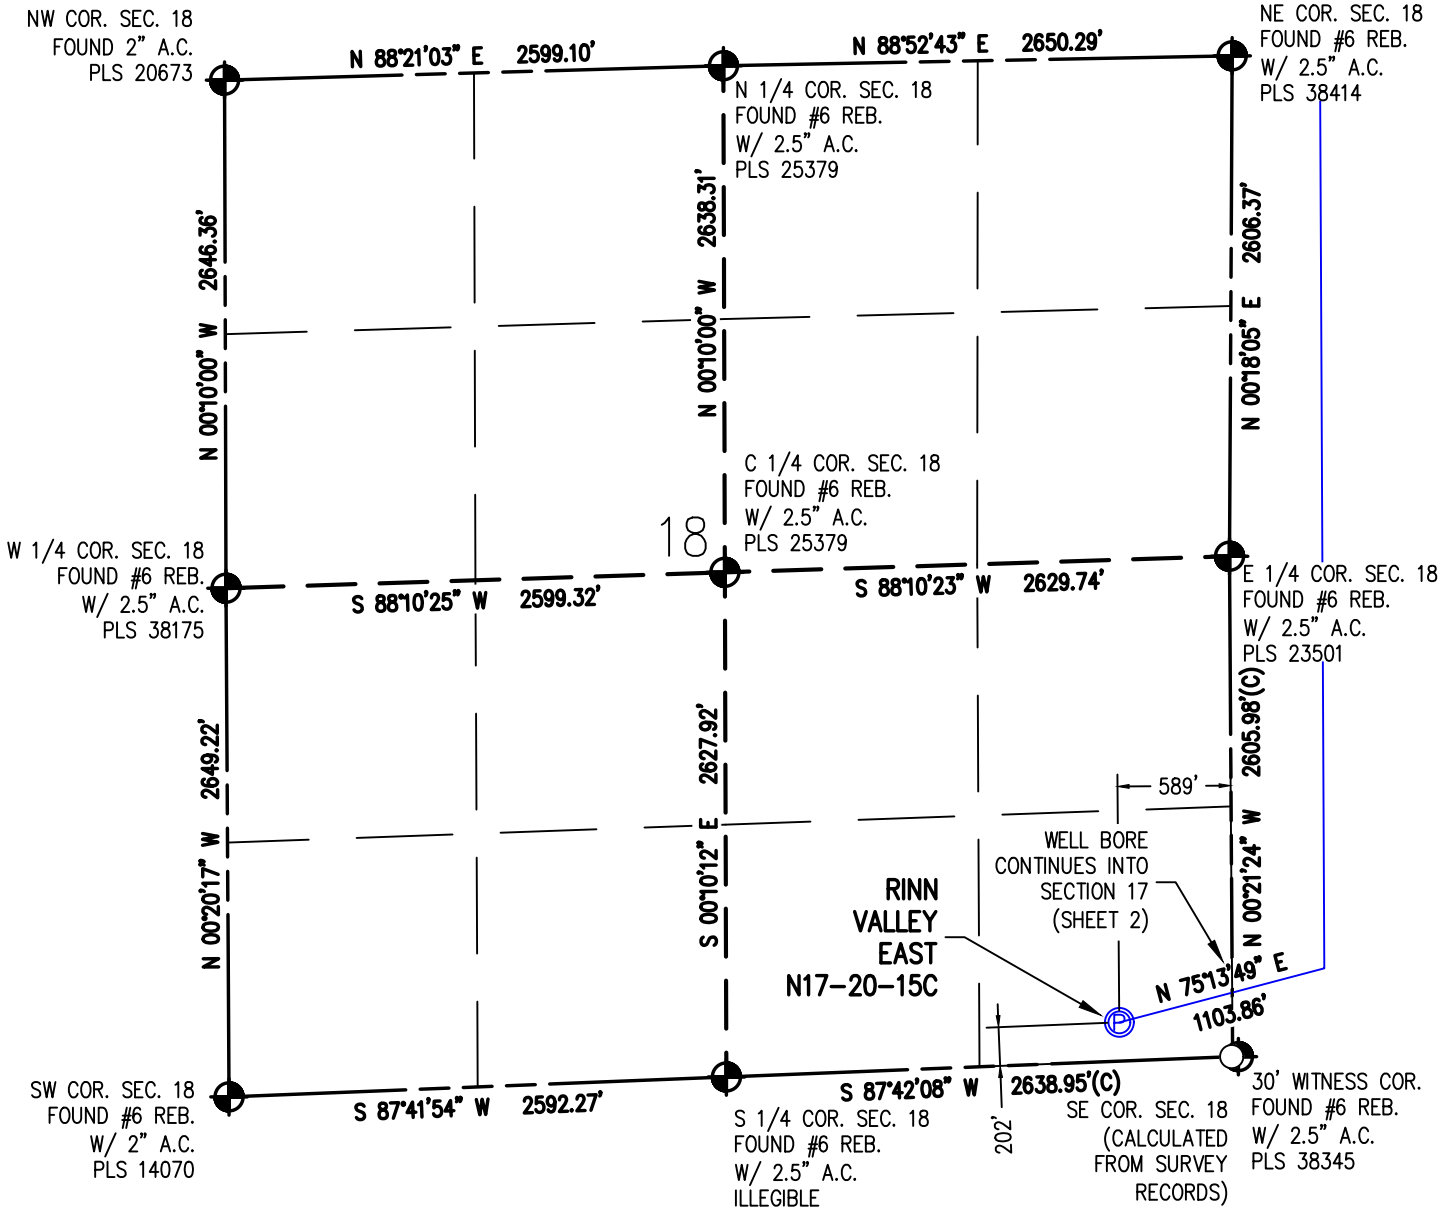 NW COR. SEC. 18
FOUND 2" A.C.
PLS 20673
N 88°21'03" E 2599.10'
N 88°52'43" E 2650.29'
NE COR. SEC. 18
FOUND #6 REB.
W/ 2.5" A.C.
PLS 38414
N 1/4 COR. SEC. 18
FOUND #6 REB.
W/ 2.5" A.C.
PLS 25379
N 00°10'00" W 2646.36'
N 00°10'00" W 2638.31'
N 00°18'05" E 2606.37'
C 1/4 COR. SEC. 18
FOUND #6 REB.
W/ 2.5" A.C.
PLS 25379
18
W 1/4 COR. SEC. 18
FOUND #6 REB.
W/ 2.5" A.C.
PLS 38175
S 88°10'25" W 2599.32'
S 88°10'23" W 2629.74'
E 1/4 COR. SEC. 18
FOUND #6 REB.
W/ 2.5" A.C.
PLS 23501
N 00°20'17" W 2649.22'
S 00°10'12" E 2627.92'
N 00°21'24" W 2605.98'(C)
589'
WELL BORE
CONTINUES INTO
SECTION 17
(SHEET 2)
RINN
VALLEY
EAST
N17-20-15C
N 75°13'49" E
1103.86'
P
202'
SW COR. SEC. 18
FOUND #6 REB.
W/ 2" A.C.
PLS 14070
S 87°41'54" W 2592.27'
S 87°42'08" W 2638.95'(C)
S 1/4 COR. SEC. 18
FOUND #6 REB.
W/ 2.5" A.C.
ILLEGIBLE
SE COR. SEC. 18
(CALCULATED
FROM SURVEY
RECORDS)
30' WITNESS COR.
FOUND #6 REB.
W/ 2.5" A.C.
PLS 38345